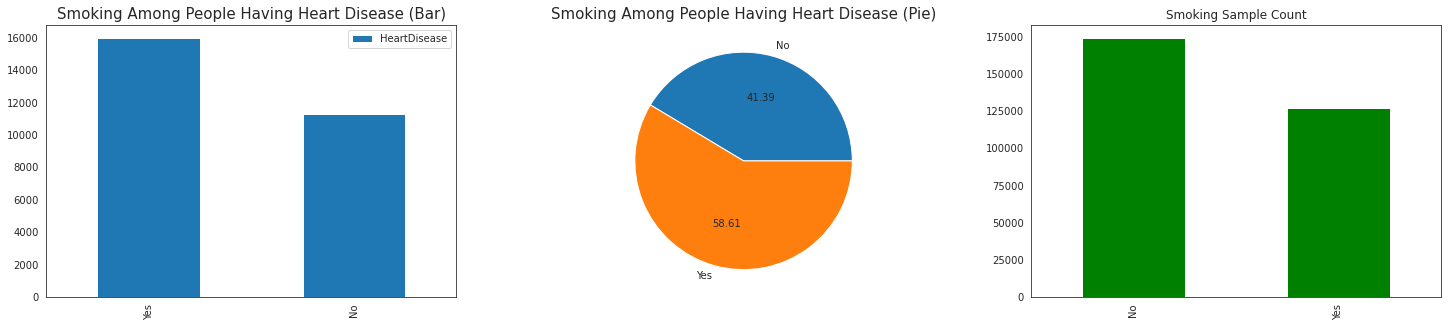 Smoking Among People Having Heart Disease (Bar)
16000
14000
12000
10000
8000
6000
4000
2000
0
HeartDisease
Yes
No
Smoking Among People Having Heart Disease (Pie)
No
41.39
58.61
Yes
Smoking Sample Count
175000
150000
125000
100000
75000
50000
25000
0
No
Yes